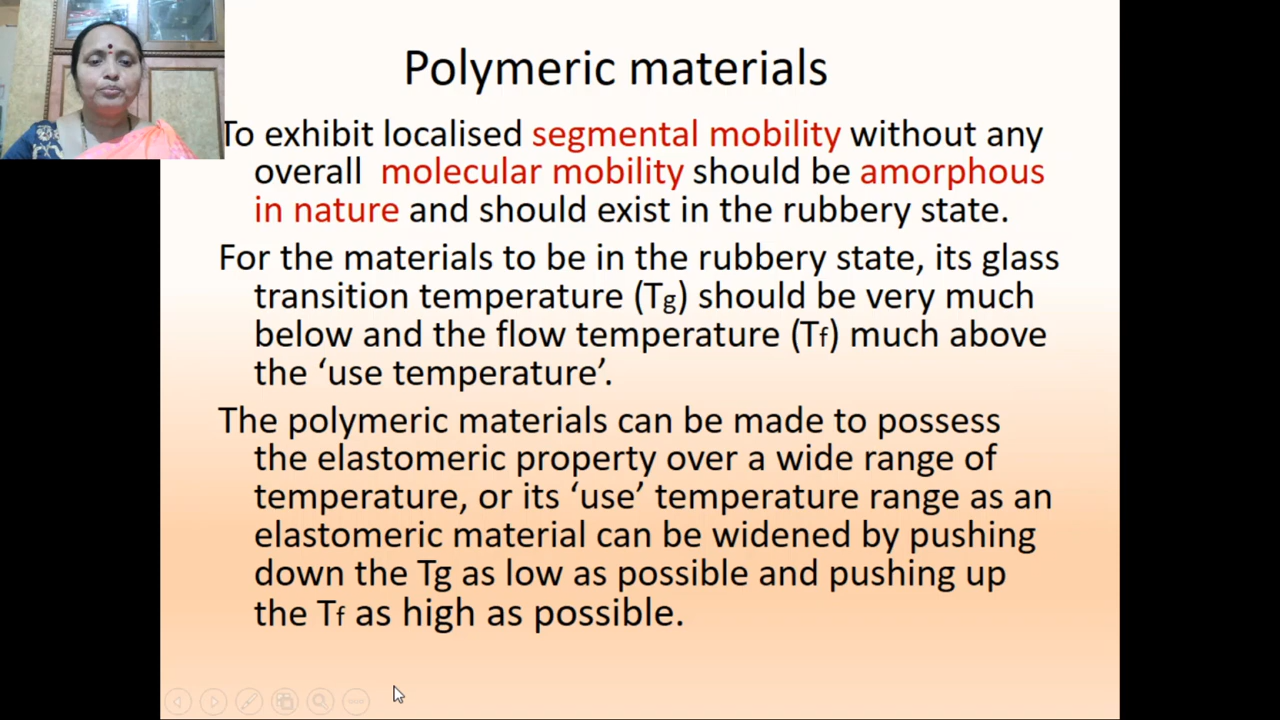 Polymeric materials
To exhibit localised segmental mobility without any
overall molecular mobility should be amorphous
in nature and should exist in the rubbery state.
For the materials to be in the rubbery state, its glass
transition temperature (Tg) should be very much
below and the flow temperature (Tf) much above
the ‘use temperature’.
The polymeric materials can be made to possess
the elastomeric property over a wide range of
temperature, or its ‘use’ temperature range as an
elastomeric material can be widened by pushing
down the Tg as low as possible and pushing up
the Tf as high as possible.